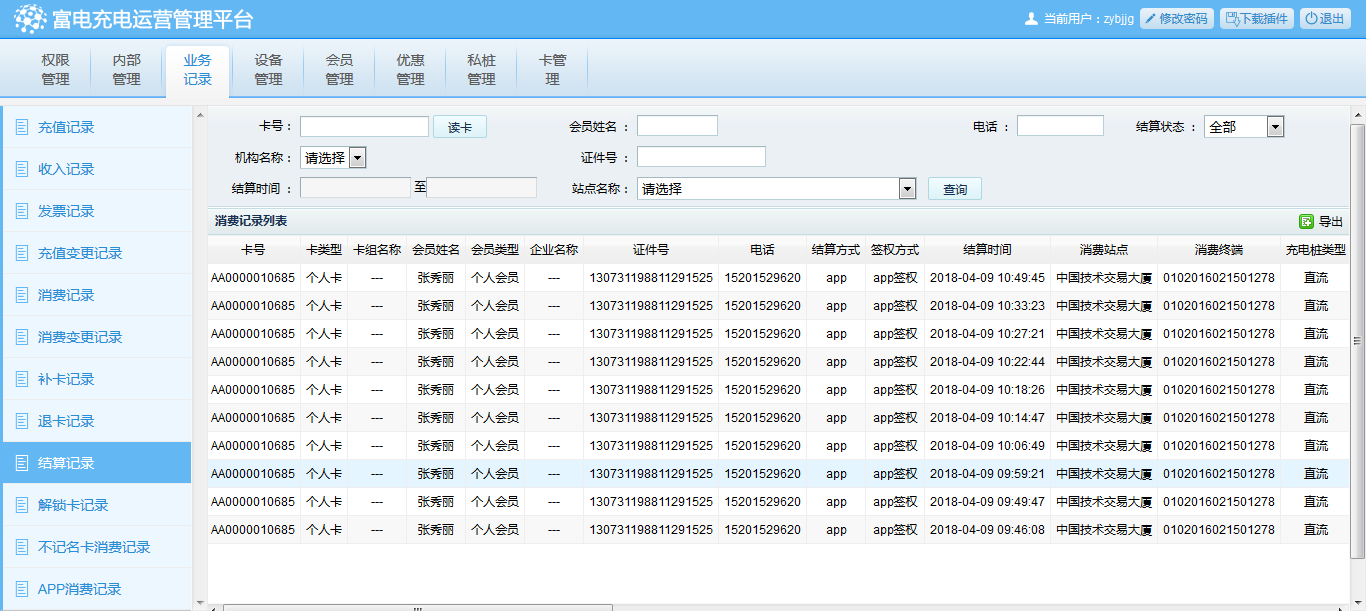 富电充电运营管理平台
当前用户：zybjjg 修改密码 下载插件 退出
权限管理 内部管理 业务记录 设备管理 会员管理 优惠管理 私桩管理 卡管理
充值记录
收入记录
发票记录
充值变更记录
消费记录
消费变更记录
补卡记录
退卡记录
结算记录
解锁卡记录
不记名卡消费记录
APP消费记录
卡号： 读卡 会员姓名： 电话： 结算状态： 全部
机构名称： 请选择 证件号：
结算时间： 至 站点名称： 请选择 查询
消费记录列表 导出
卡号 卡类型 卡组名称 会员姓名 会员类型 企业名称 证件号 电话 结算方式 签权方式 结算时间 消费站点 消费终端 充电桩类型
AA0000010685 个人卡 --- 张秀丽 个人会员 --- 130731198811291525 15201529620 app app签权 2018-04-09 10:49:45 中国技术交易大厦 0102016021501278 直流
AA0000010685 个人卡 --- 张秀丽 个人会员 --- 130731198811291525 15201529620 app app签权 2018-04-09 10:33:23 中国技术交易大厦 0102016021501278 直流
AA0000010685 个人卡 --- 张秀丽 个人会员 --- 130731198811291525 15201529620 app app签权 2018-04-09 10:27:21 中国技术交易大厦 0102016021501278 直流
AA0000010685 个人卡 --- 张秀丽 个人会员 --- 130731198811291525 15201529620 app app签权 2018-04-09 10:22:44 中国技术交易大厦 0102016021501278 直流
AA0000010685 个人卡 --- 张秀丽 个人会员 --- 130731198811291525 15201529620 app app签权 2018-04-09 10:18:26 中国技术交易大厦 0102016021501278 直流
AA0000010685 个人卡 --- 张秀丽 个人会员 --- 130731198811291525 15201529620 app app签权 2018-04-09 10:14:47 中国技术交易大厦 0102016021501278 直流
AA0000010685 个人卡 --- 张秀丽 个人会员 --- 130731198811291525 15201529620 app app签权 2018-04-09 10:06:49 中国技术交易大厦 0102016021501278 直流
AA0000010685 个人卡 --- 张秀丽 个人会员 --- 130731198811291525 15201529620 app app签权 2018-04-09 09:59:21 中国技术交易大厦 0102016021501278 直流
AA0000010685 个人卡 --- 张秀丽 个人会员 --- 130731198811291525 15201529620 app app签权 2018-04-09 09:49:47 中国技术交易大厦 0102016021501278 直流
AA0000010685 个人卡 --- 张秀丽 个人会员 --- 130731198811291525 15201529620 app app签权 2018-04-09 09:46:08 中国技术交易大厦 0102016021501278 直流